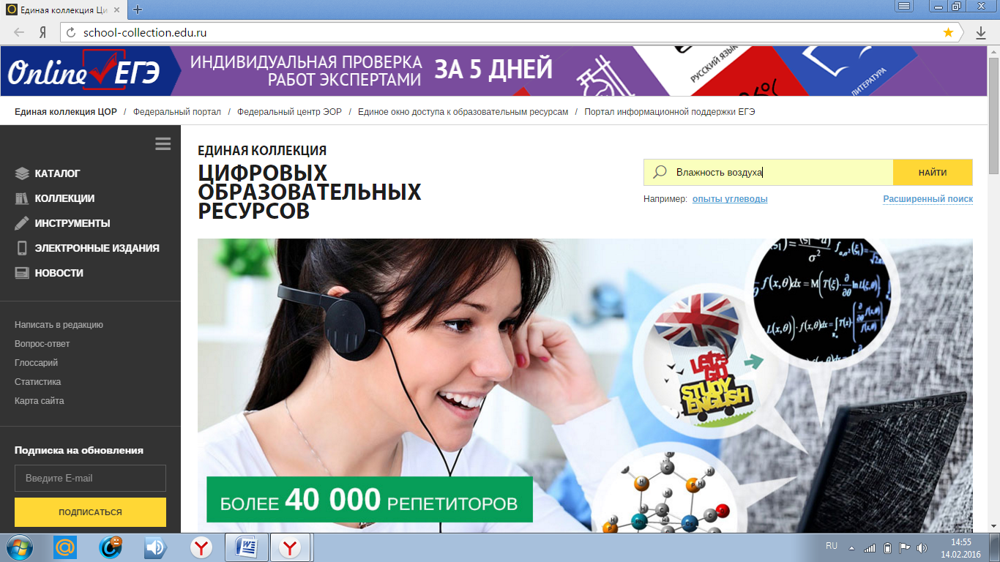 Единая коллекция Ци
school-collection.edu.ru
Online ЕГЭ
ИНДИВИДУАЛЬНАЯ ПРОВЕРКА
РАБОТ ЭКСПЕРТАМИ
ЗА 5 ДНЕЙ
РУССКИЙ ЯЗЫК
ЛИТЕРАТУРА
Единая коллекция ЦОР / Федеральный портал / Федеральный центр ЭОР / Единое окно доступа к образовательным ресурсам / Портал информационной поддержки ЕГЭ
КАТАЛОГ
КОЛЛЕКЦИИ
ИНСТРУМЕНТЫ
ЭЛЕКТРОННЫЕ ИЗДАНИЯ
НОВОСТИ
Написать в редакцию
Вопрос-ответ
Глоссарий
Статистика
Карта сайта
Подписка на обновления
Введите E-mail
ПОДПИСАТЬСЯ
ЕДИНАЯ КОЛЛЕКЦИЯ
ЦИФРОВЫХ
ОБРАЗОВАТЕЛЬНЫХ
РЕСУРСОВ
Влажность воздуха
НАЙТИ
Например: опыты углеводы
Расширенный поиск
LET'S
GO
STUDY
ENGLISH
БОЛЕЕ 40 000 РЕПЕТИТОРОВ
RU
14:55
14.02.2016